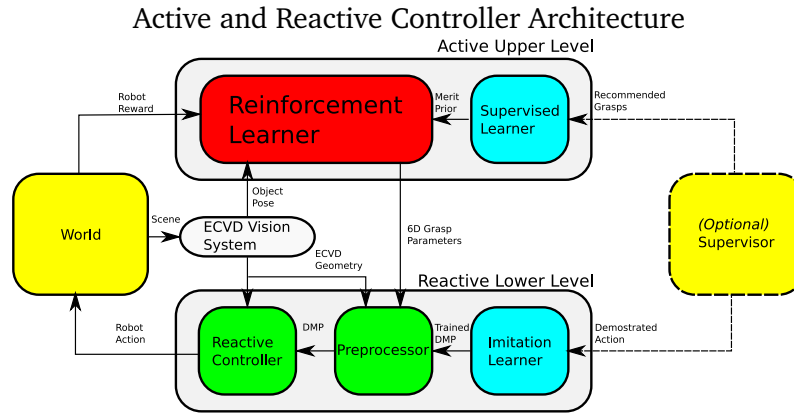 Active and Reactive Controller Architecture
Active Upper Level
Robot
Reward
Reinforcement
Learner
Merit
Prior
Supervised
Learner
Recommended
Grasps
Object
Pose
World
Scene
ECVD Vision
System
ECVD
Geometry
6D Grasp
Parameters
(Optional)
Supervisor
Reactive Lower Level
Robot
Action
Reactive
Controller
DMP
Preprocessor
Trained
DMP
Imitation
Learner
Demostrated
Action